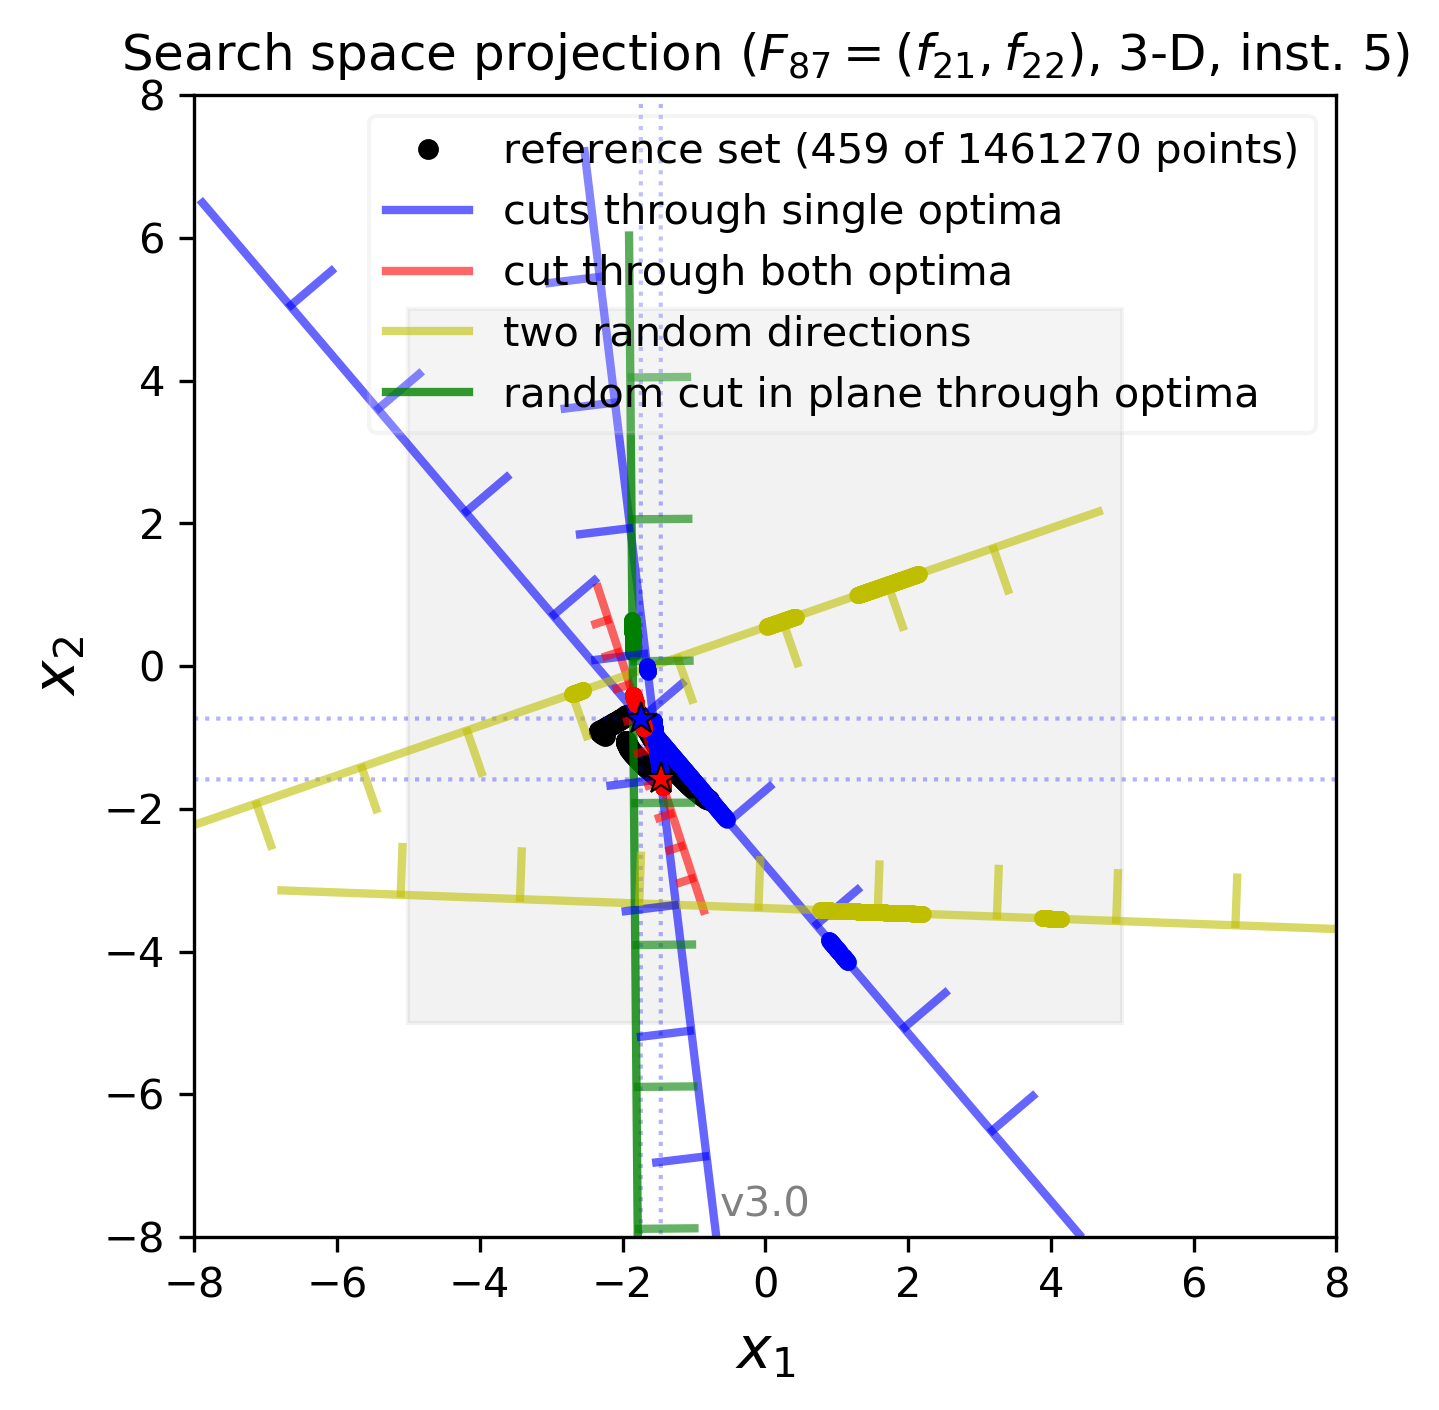 Search space projection (F₈₇ = (f₂₁, f₂₂), 3-D, inst. 5)
8
6
4
2
0
−2
−4
−6
−8
x₂
reference set (459 of 1461270 points)
cuts through single optima
cut through both optima
two random directions
random cut in plane through optima
v3.0
−8 −6 −4 −2 0 2 4 6 8
x₁